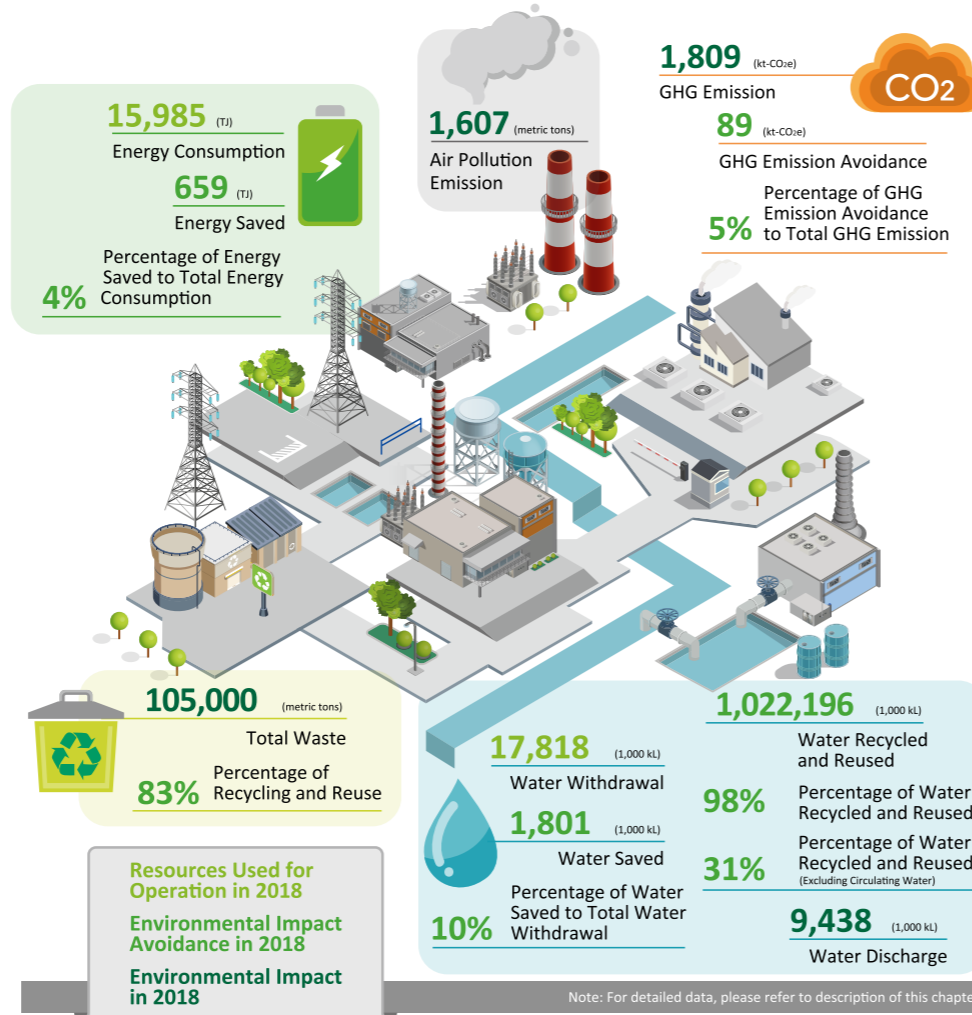 15,985 (TJ)
Energy Consumption
659 (TJ)
Energy Saved
4% Percentage of Energy
Saved to Total Energy
Consumption
1,607 (metric tons)
Air Pollution
Emission
1,809 (kt-CO₂e)
GHG Emission
CO2
89 (kt-CO₂e)
GHG Emission Avoidance
5% Percentage of GHG
Emission Avoidance
to Total GHG Emission
105,000 (metric tons)
Total Waste
83% Percentage of
Recycling and Reuse
17,818 (1,000 kL)
Water Withdrawal
1,801 (1,000 kL)
Water Saved
10% Percentage of Water
Saved to Total Water
Withdrawal
1,022,196 (1,000 kL)
Water Recycled
and Reused
98% Percentage of Water
Recycled and Reused
31% Percentage of Water
Recycled and Reused
(Excluding Circulating Water)
9,438 (1,000 kL)
Water Discharge
Resources Used for
Operation in 2018
Environmental Impact
Avoidance in 2018
Environmental Impact
in 2018
Note: For detailed data, please refer to description of this chapte